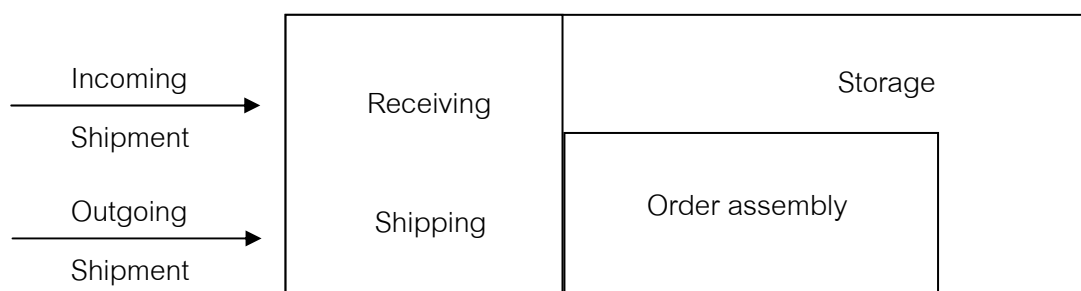 Incoming
Shipment
Receiving
Storage
Outgoing
Shipment
Shipping
Order assembly